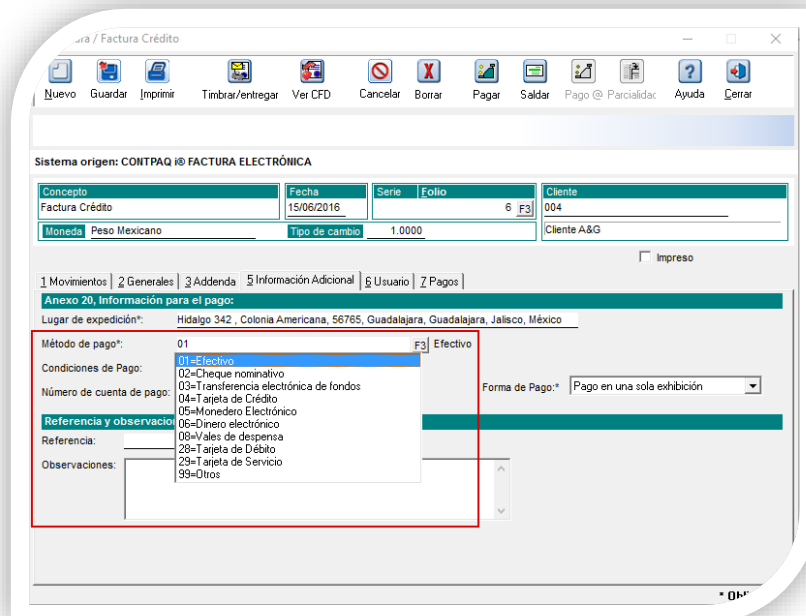 / Factura Crédito
Nuevo Guardar Imprimir Timbrar/entregar Ver CFD Cancelar Borrar Pagar Saldar Pago @ Parcialidac Ayuda Cerrar
Sistema origen: CONTPAQ i® FACTURA ELECTRÓNICA
Concepto Fecha Serie Folio Cliente
Factura Crédito 15/06/2016 6 F3 004
Moneda Peso Mexicano Tipo de cambio 1.0000 Cliente A&G
Impreso
1 Movimientos 2 Generales 3 Addenda 5 Información Adicional 6 Usuario 7 Pagos
Anexo 20, Información para el pago:
Lugar de expedición*: Hidalgo 342 , Colonia Americana, 56765, Guadalajara, Guadalajara, Jalisco, México
Método de pago*: 01 F3 Efectivo
01=Efectivo
Condiciones de Pago:
02=Cheque nominativo
03=Transferencia electrónica de fondos
Número de cuenta de pago: Forma de Pago:* Pago en una sola exhibición
04=Tarjeta de Crédito
05=Monedero Electrónico
06=Dinero electrónico
Referencia y observacio
08=Vales de despensa
Referencia:
28=Tarjeta de Débito
29=Tarjeta de Servicio
Observaciones:
99=Otros